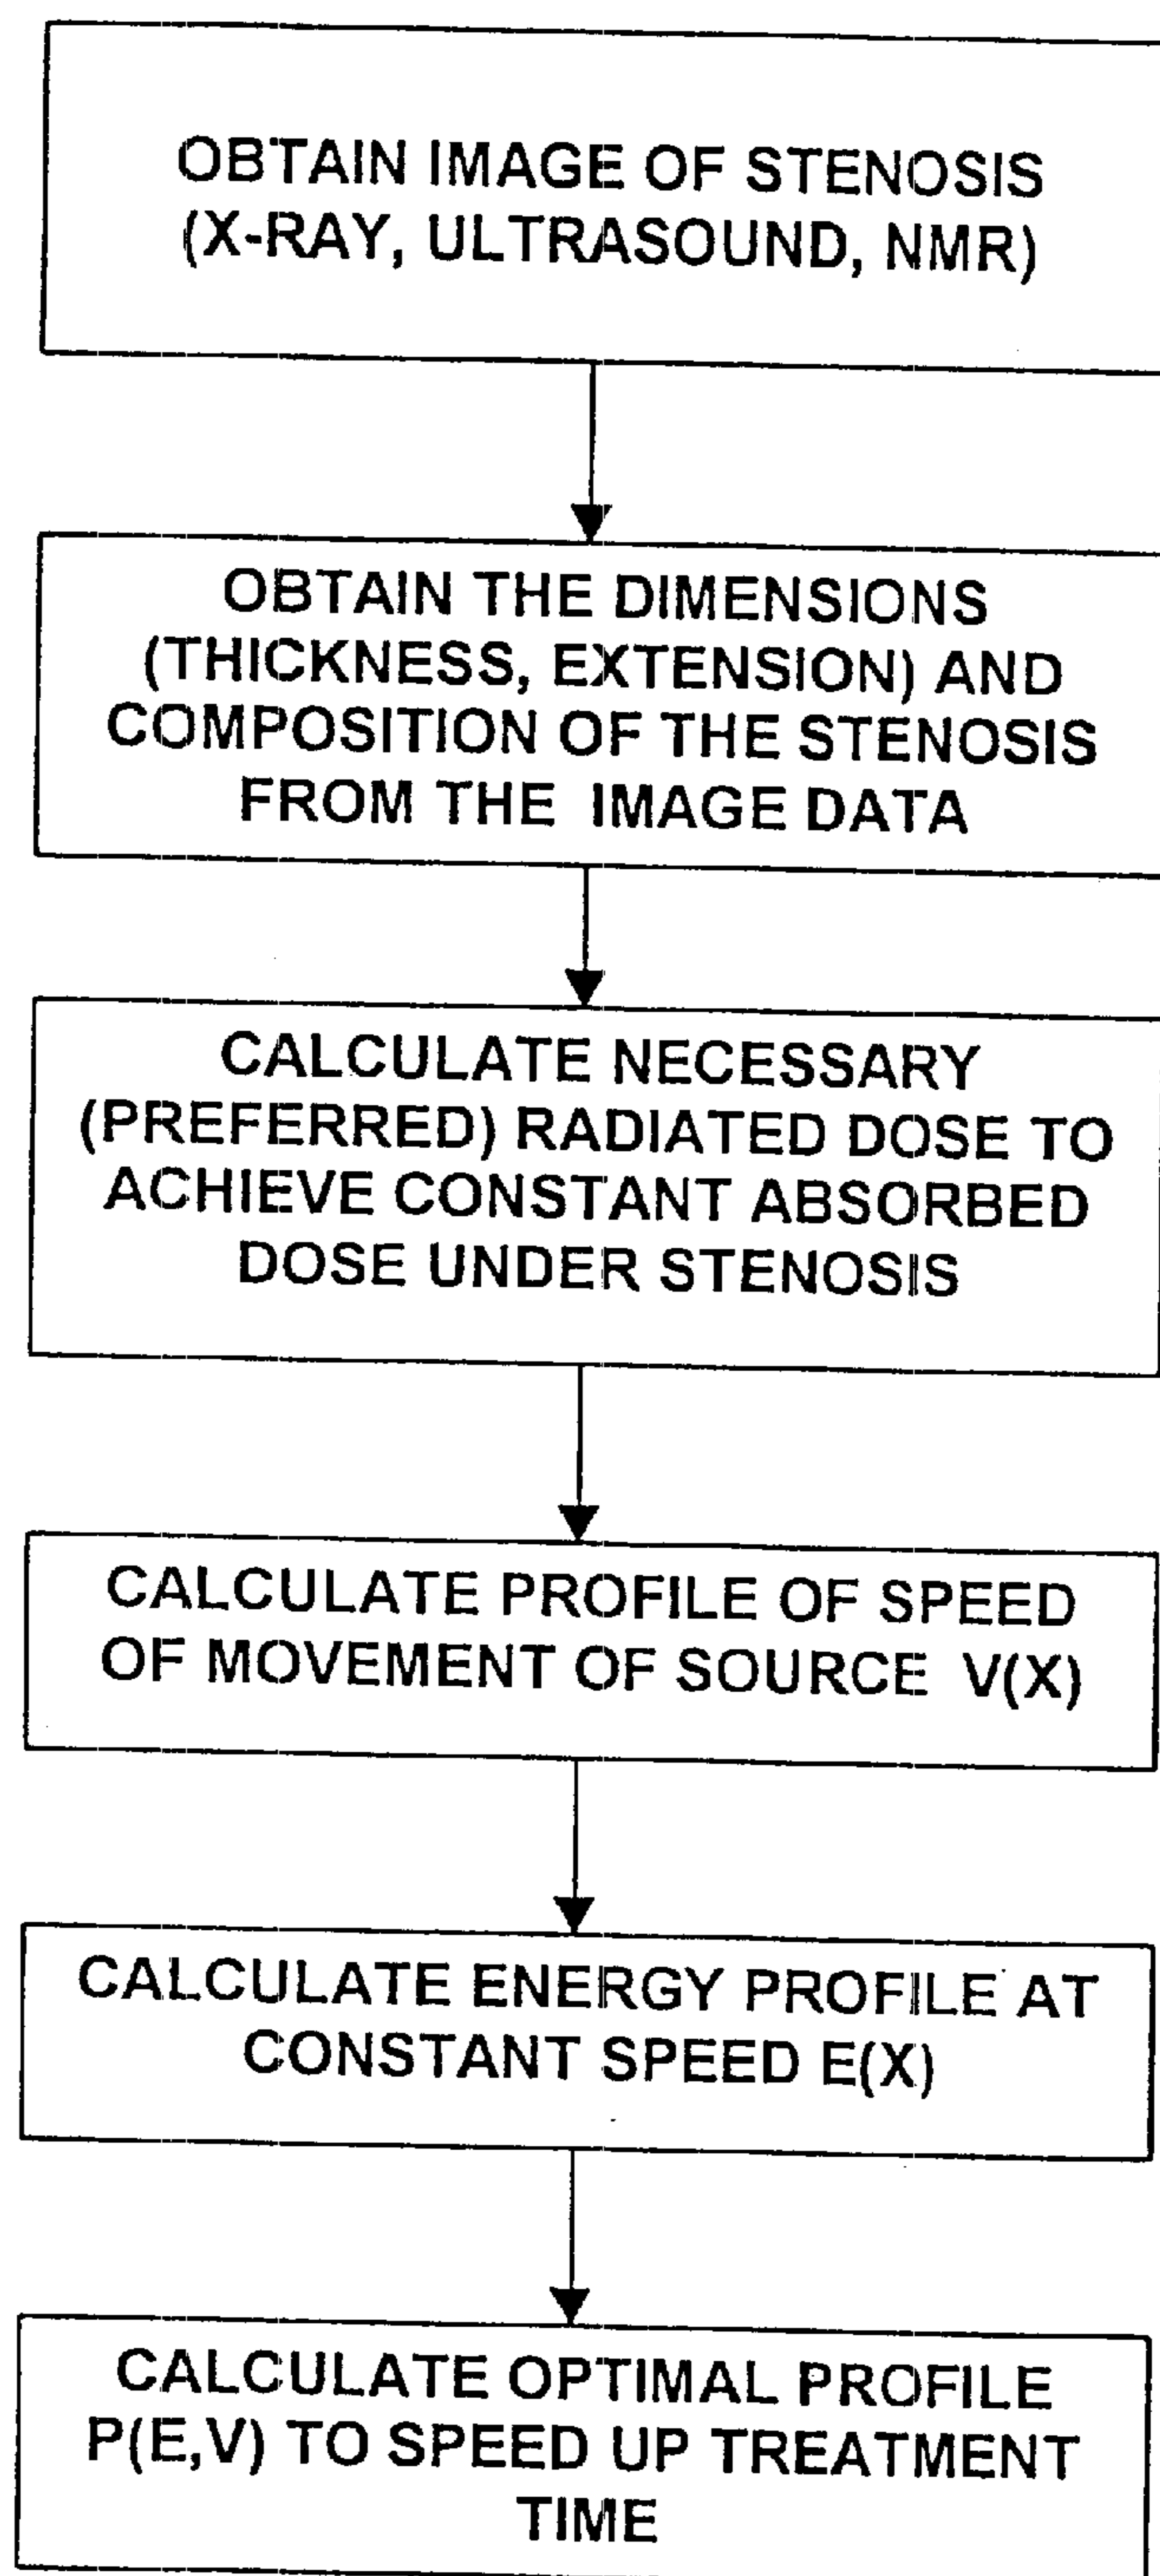 OBTAIN IMAGE OF STENOSIS
(X-RAY, ULTRASOUND, NMR)
OBTAIN THE DIMENSIONS
(THICKNESS, EXTENSION) AND
COMPOSITION OF THE STENOSIS
FROM THE IMAGE DATA
CALCULATE NECESSARY
(PREFERRED) RADIATED DOSE TO
ACHIEVE CONSTANT ABSORBED
DOSE UNDER STENOSIS
CALCULATE PROFILE OF SPEED
OF MOVEMENT OF SOURCE V(X)
CALCULATE ENERGY PROFILE AT
CONSTANT SPEED E(X)
CALCULATE OPTIMAL PROFILE
P(E,V) TO SPEED UP TREATMENT
TIME